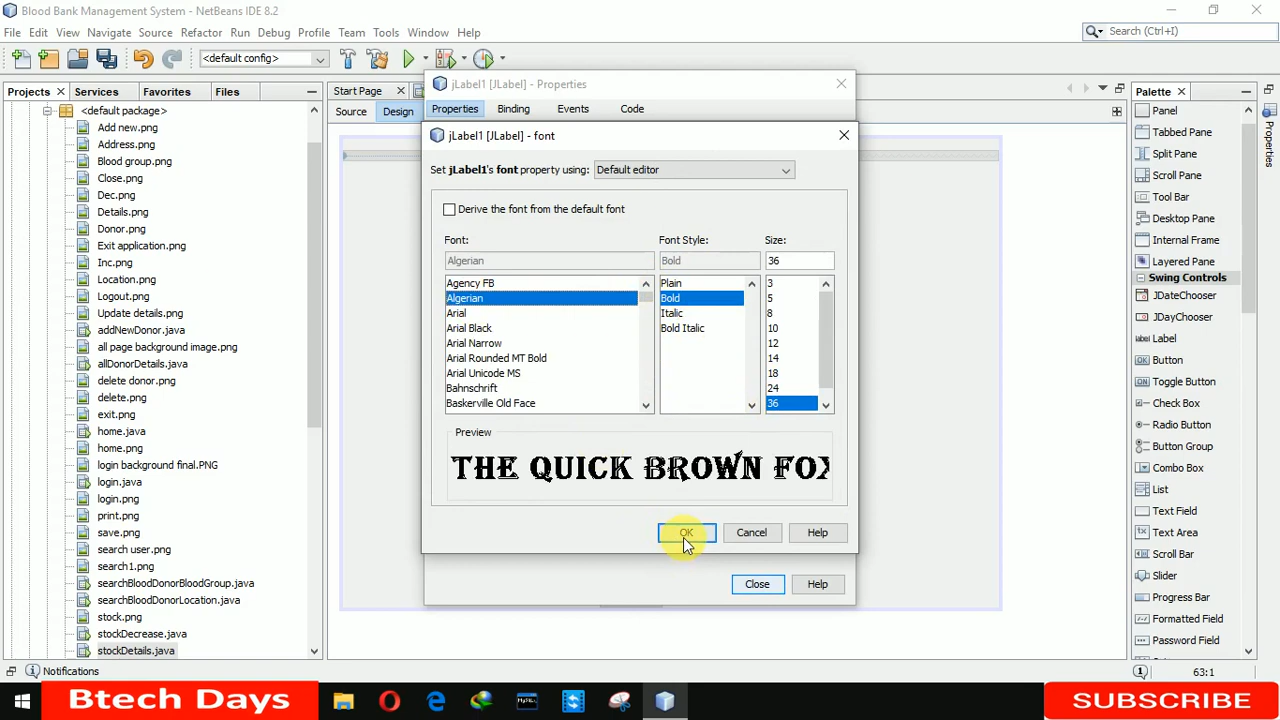 Blood Bank Management System - NetBeans IDE 8.2
File Edit View Navigate Source Refactor Run Debug Profile Team Tools Window Help
Search (Ctrl+I)
<default config>
Projects Services Favorites Files
Start Page
Source Design
<default package>
Add new.png
Address.png
Blood group.png
Close.png
Dec.png
Details.png
Donor.png
Exit application.png
Inc.png
Location.png
Logout.png
Update details.png
addNewDonor.java
all page background image.png
allDonorDetails.java
delete donor.png
delete.png
exit.png
home.java
home.png
login background final.PNG
login.java
login.png
print.png
save.png
search user.png
search1.png
searchBloodDonorBloodGroup.java
searchBloodDonorLocation.java
stock.png
stockDecrease.java
stockDetails.java
jLabel1 [JLabel] - Properties
Properties Binding Events Code
jLabel1 [JLabel] - font
Set jLabel1's font property using: Default editor
Derive the font from the default font
Font: Font Style: Size:
Algerian Bold 36
Agency FB
Algerian
Arial
Arial Black
Arial Narrow
Arial Rounded MT Bold
Arial Unicode MS
Bahnschrift
Baskerville Old Face
Plain
Bold
Italic
Bold Italic
3
5
8
10
12
14
18
24
36
Preview
THE QUICK BROWN FOX
OK Cancel Help
Close Help
Palette
Panel
Tabbed Pane
Split Pane
Scroll Pane
Tool Bar
Desktop Pane
Internal Frame
Layered Pane
Swing Controls
JDateChooser
JDayChooser
Label
Button
Toggle Button
Check Box
Radio Button
Button Group
Combo Box
List
Text Field
Text Area
Scroll Bar
Slider
Progress Bar
Formatted Field
Password Field
Properties
Notifications
63:1
Btech Days
SUBSCRIBE